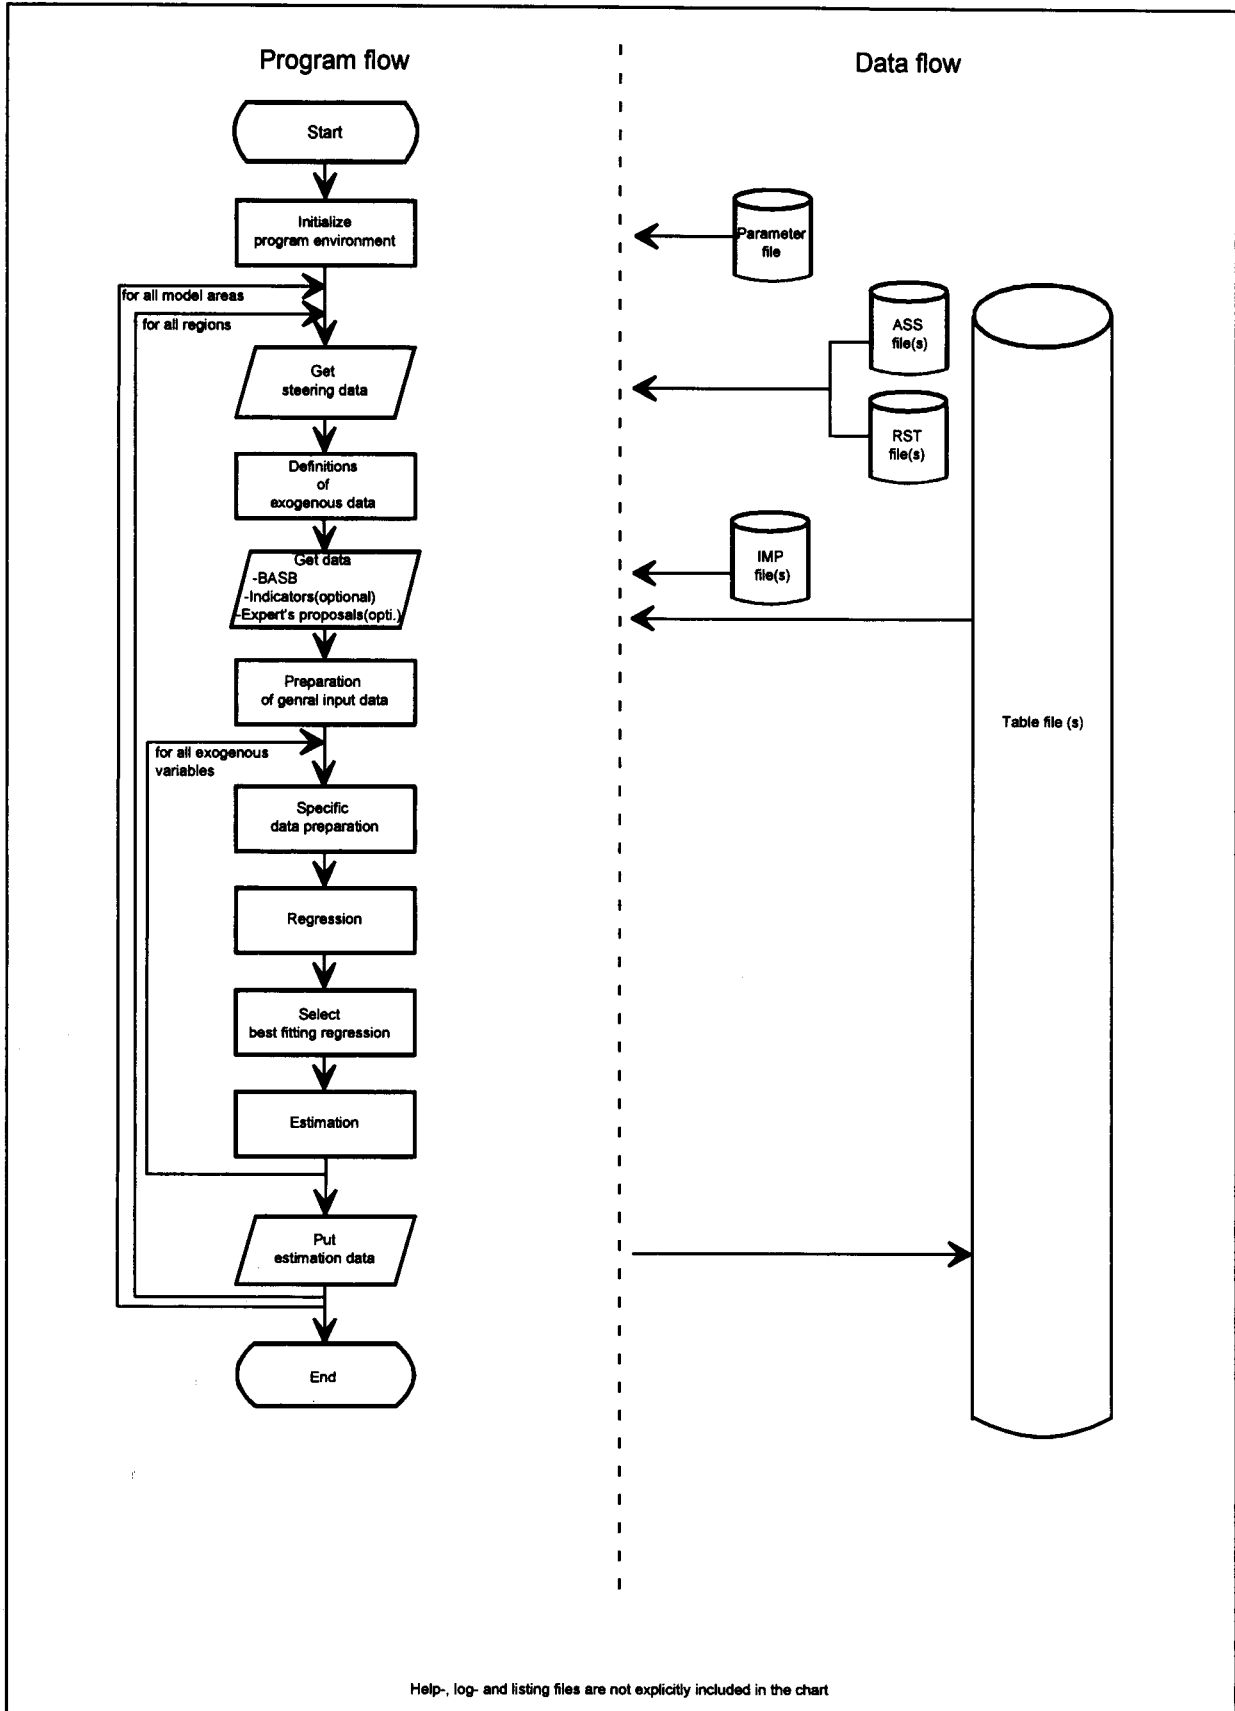 Program flow
Start
Initialize
program environment
for all model areas
for all regions
Get
steering data
Definitions
of
exogenous data
Get data
-BASB
-Indicators(optional)
-Expert's proposals(opti.)
Preparation
of genral input data
for all exogenous
variables
Specific
data preparation
Regression
Select
best fitting regression
Estimation
Put
estimation data
End
Data flow
Parameter
file
ASS
file(s)
RST
file(s)
IMP
file(s)
Table file (s)
Help-, log- and listing files are not explicitly included in the chart